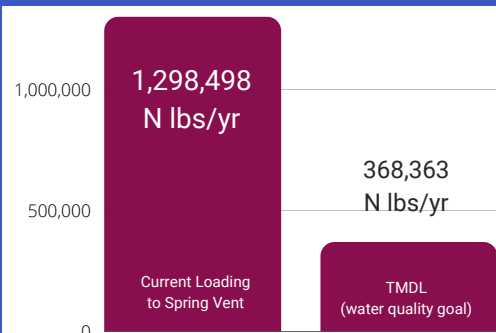 1,298,498
N lbs/yr
1,000,000
368,363
N lbs/yr
500,000
Current Loading
to Spring Vent
TMDL
(water quality goal)
0